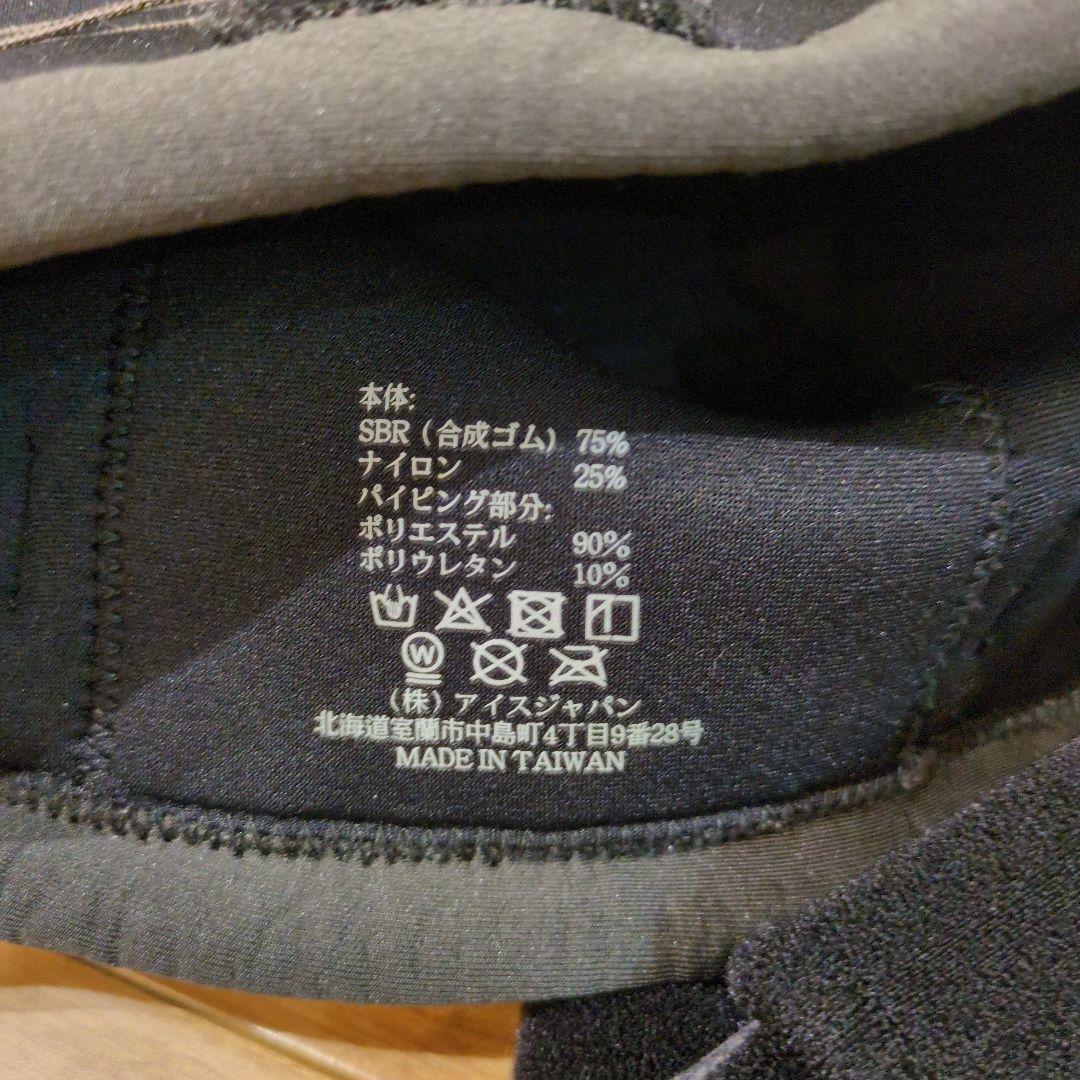 本体:
SBR (合成ゴム) 75%
ナイロン 25%
パイピング部分:
ポリエステル 90%
ポリウレタン 10%
W
(株) アイスジャパン
北海道室蘭市中島町4丁目9番28号
MADE IN TAIWAN